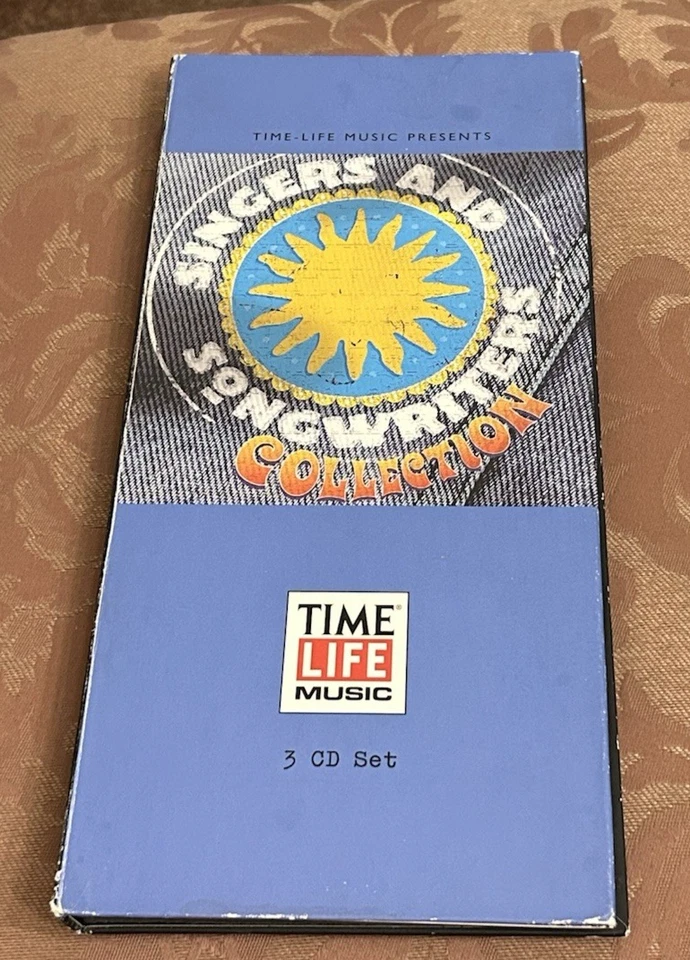 TIME-LIFE MUSIC PRESENTS
SINGERS AND
SONGWRITERS
COLLECTION
TIME®
LIFE
MUSIC
3 CD Set